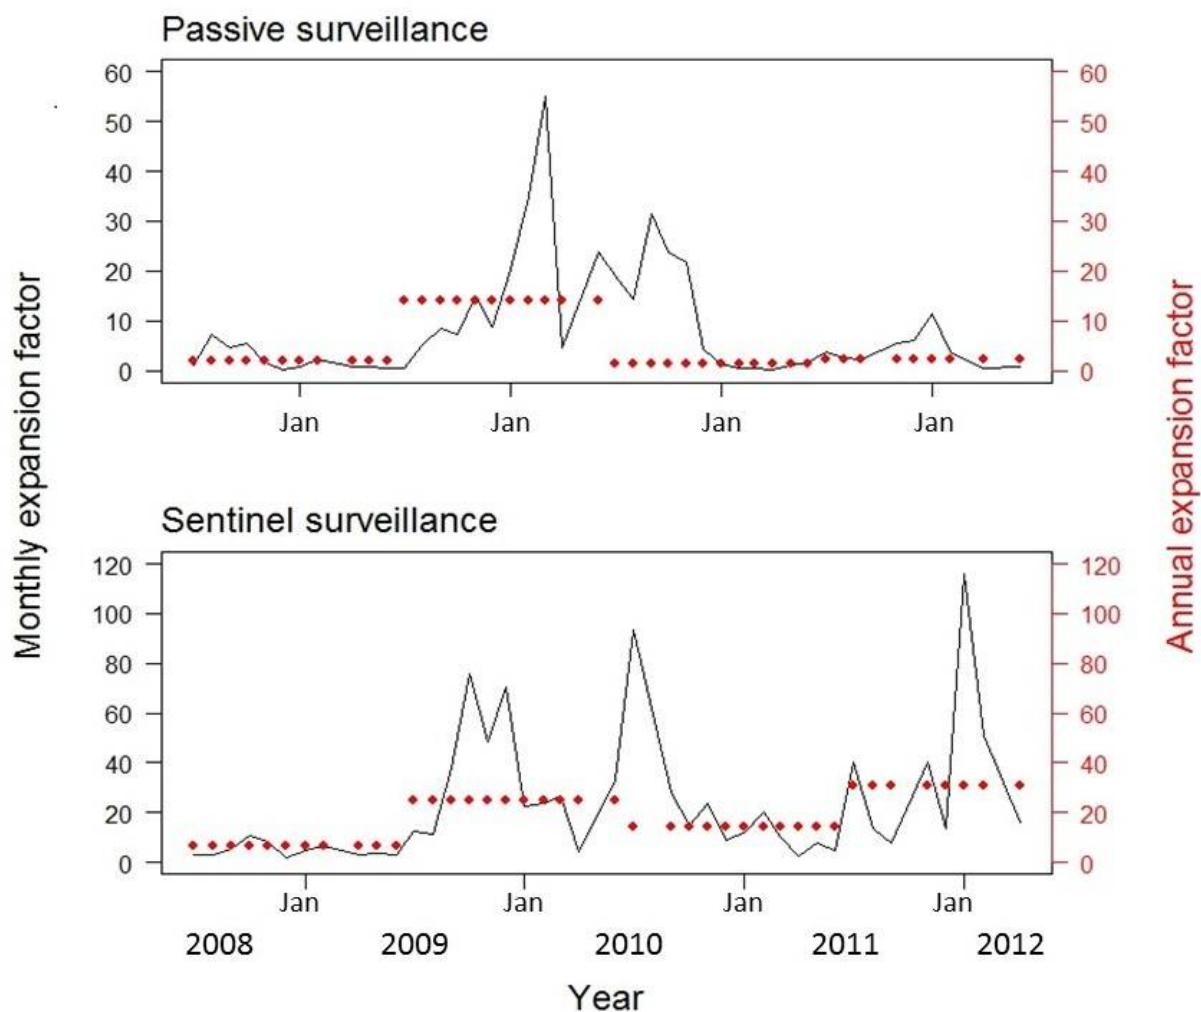 Passive surveillance
60 60
50 50
40 40
30 30
20 20
10 10
0 0
Jan Jan Jan Jan
Monthly expansion factor
Annual expansion factor
Sentinel surveillance
120 120
100 100
80 80
60 60
40 40
20 20
0 0
Jan Jan Jan Jan
2008 2009 2010 2011 2012
Year